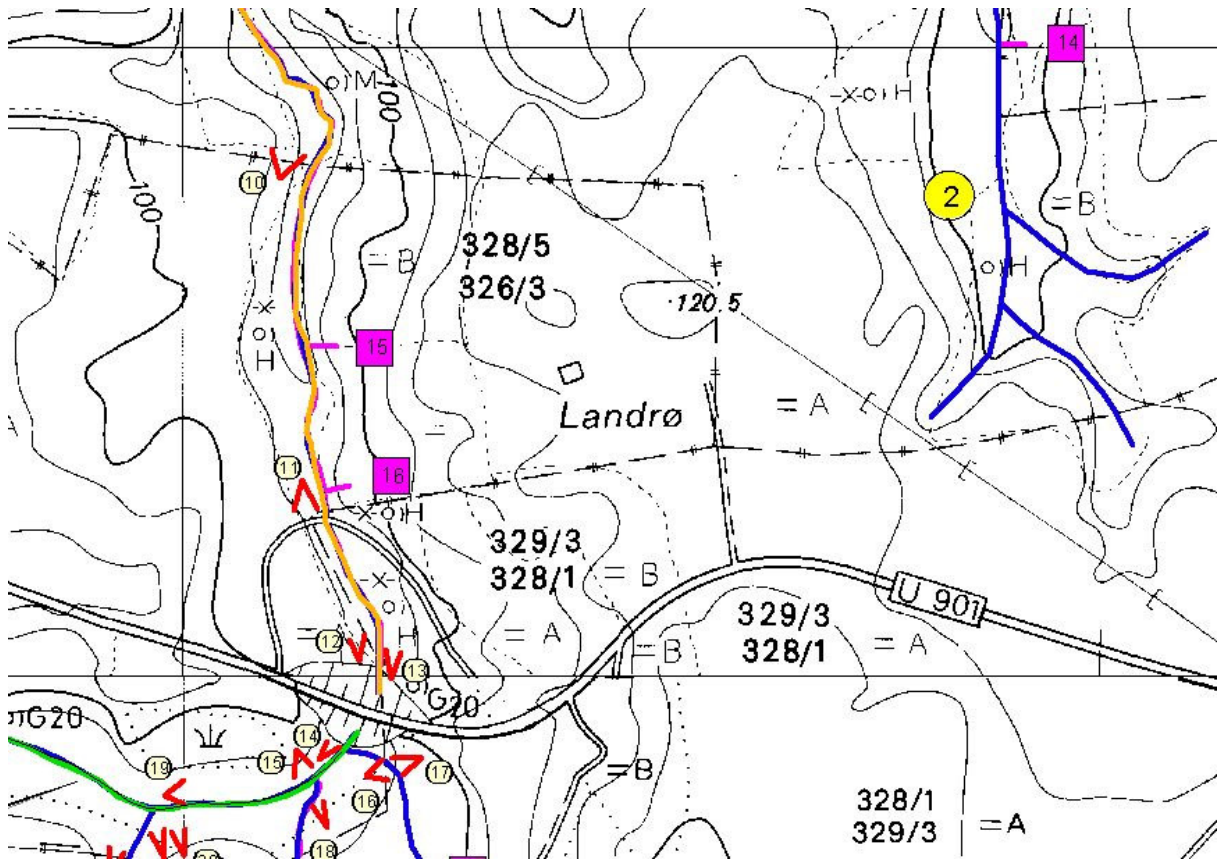 14
M
100
H
10
100
2
= B
= B
328/5
326/3
H
120.5
H
15
= A
Landrø
=
11
16
H
329/3
328/1
= B
U 901
329/3
328/1
= A
= A
= B
12
H
13
G20
G20
14
15
17
19
= B
16
328/1
329/3
= A
18
20